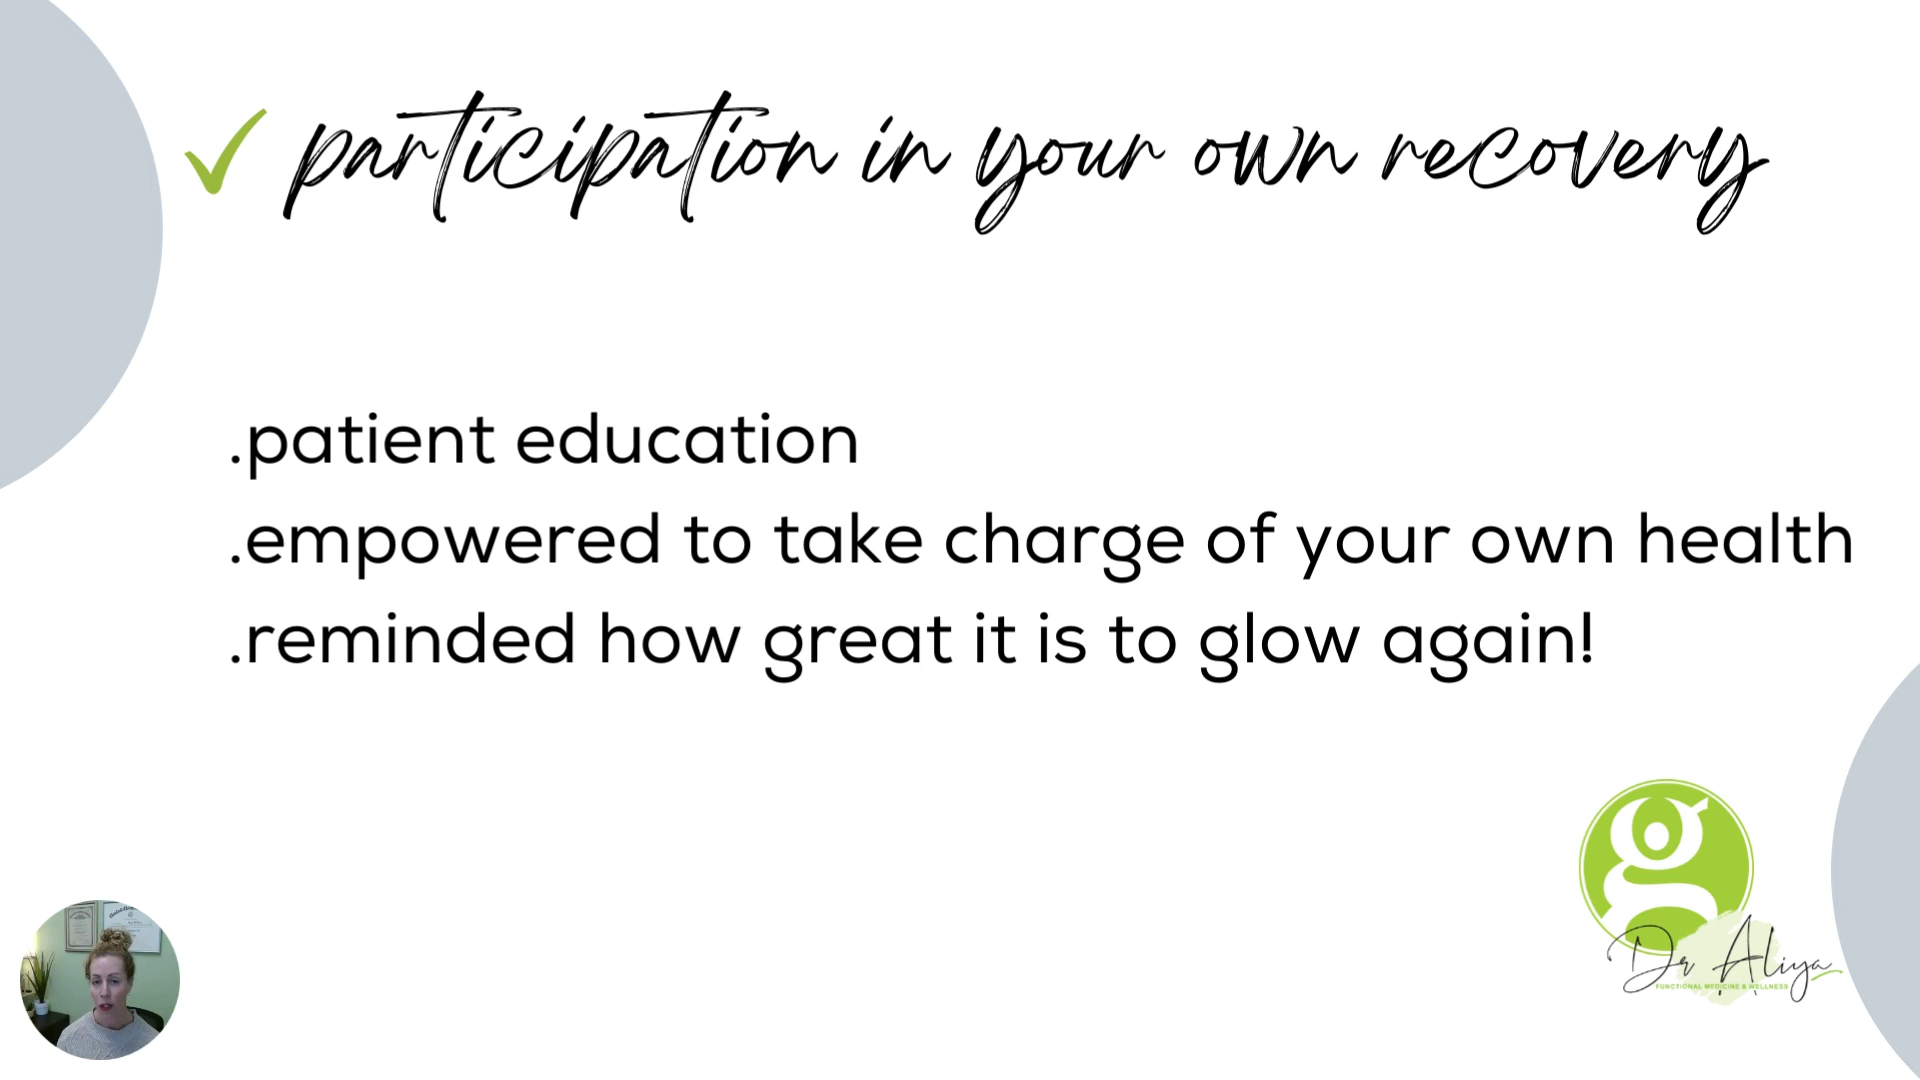 participation in your own recovery
.patient education
.empowered to take charge of your own health
.reminded how great it is to glow again!
g
Dr Aliya
FUNCTIONAL MEDICINE & WELLNESS